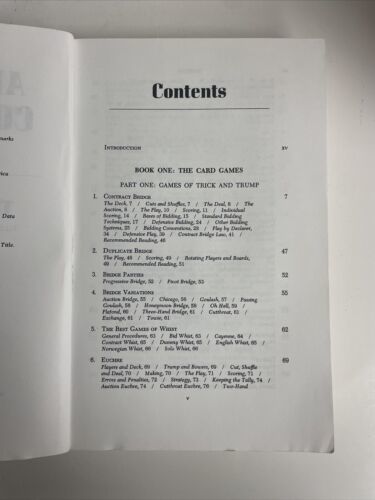 Contents
INTRODUCTION xv
BOOK ONE: THE CARD GAMES
PART ONE: GAMES OF TRICK AND TRUMP
1. CONTRACT BRIDGE 7
The Deck, 7 / Cuts and Shuffles, 7 / The Deal, 8 / The
Auction, 8 / The Play, 10 / Scoring, 11 / Individual
Scoring, 14 / Bases of Bidding, 15 / Standard Bidding
Techniques, 17 / Defensive Bidding, 24 / Other Bidding
Systems, 25 / Bidding Conventions, 28 / Play by Declarer,
34 / Defensive Play, 39 / Contract Bridge Law, 41 /
Recommended Reading, 46
2. DUPLICATE BRIDGE 47
The Play, 48 / Scoring, 49 / Rotating Players and Boards,
49 / Recommended Reading, 51
3. BRIDGE PARTIES 52
Progressive Bridge, 52 / Pivot Bridge, 53
4. BRIDGE VARIATIONS 55
Auction Bridge, 55 / Chicago, 56 / Goulash, 57 / Passing
Goulash, 58 / Honeymoon Bridge, 58 / Oh Hell, 59 /
Plafond, 60 / Three-Hand Bridge, 61 / Cutthroat, 61 /
Exchange, 61 / Towie, 61
5. THE BEST GAMES OF WHIST 62
General Procedures, 63 / Bid Whist, 63 / Cayenne, 64 /
Contract Whist, 65 / Dummy Whist, 65 / English Whist, 65 /
Norwegian Whist, 66 / Solo Whist, 66
6. EUCHRE 69
Players and Deck, 69 / Trump and Bowers, 69 / Cut, Shuffle
and Deal, 70 / Making, 70 / The Play, 71 / Scoring, 71 /
Errors and Penalties, 72 / Strategy, 73 / Keeping the Tally, 74 /
Auction Euchre, 74 / Cutthroat Euchre, 76 / Two-Hand
v
marks
rica
Data
Title.